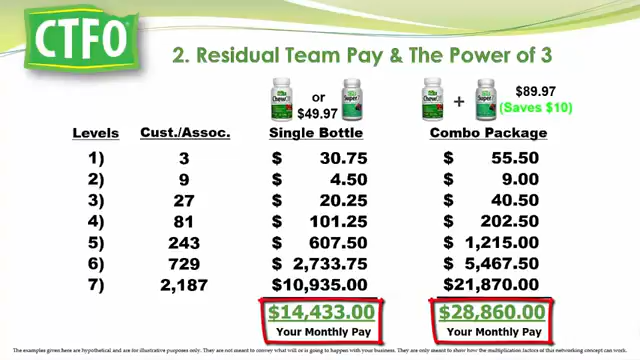 CTFO
2. Residual Team Pay & The Power of 3
or
$49.97
+
$89.97
(Saves $10)
Levels Cust./Assoc. Single Bottle Combo Package
1) 3 $ 30.75 $ 55.50
2) 9 $ 4.50 $ 9.00
3) 27 $ 20.25 $ 40.50
4) 81 $ 101.25 $ 202.50
5) 243 $ 607.50 $ 1,215.00
6) 729 $ 2,733.75 $ 5,467.50
7) 2,187 $10,935.00 $21,870.00
$14,433.00 $28,860.00
Your Monthly Pay Your Monthly Pay
The examples given here are hypothetical and are for illustrative purposes only. They are not meant to convey what will or is going to happen with your business. They are only meant to show how the multiplication factors of this networking concept can work.